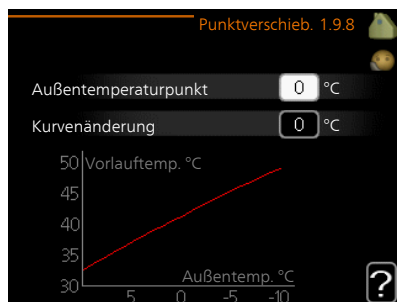 Punktverschieb. 1.9.8
Außentemperaturpunkt 0 °C
Kurvenänderung 0 °C
50 Vorlauftemp. °C
45
40
35
30
Außentemp. °C
5 0 -5 -10
?